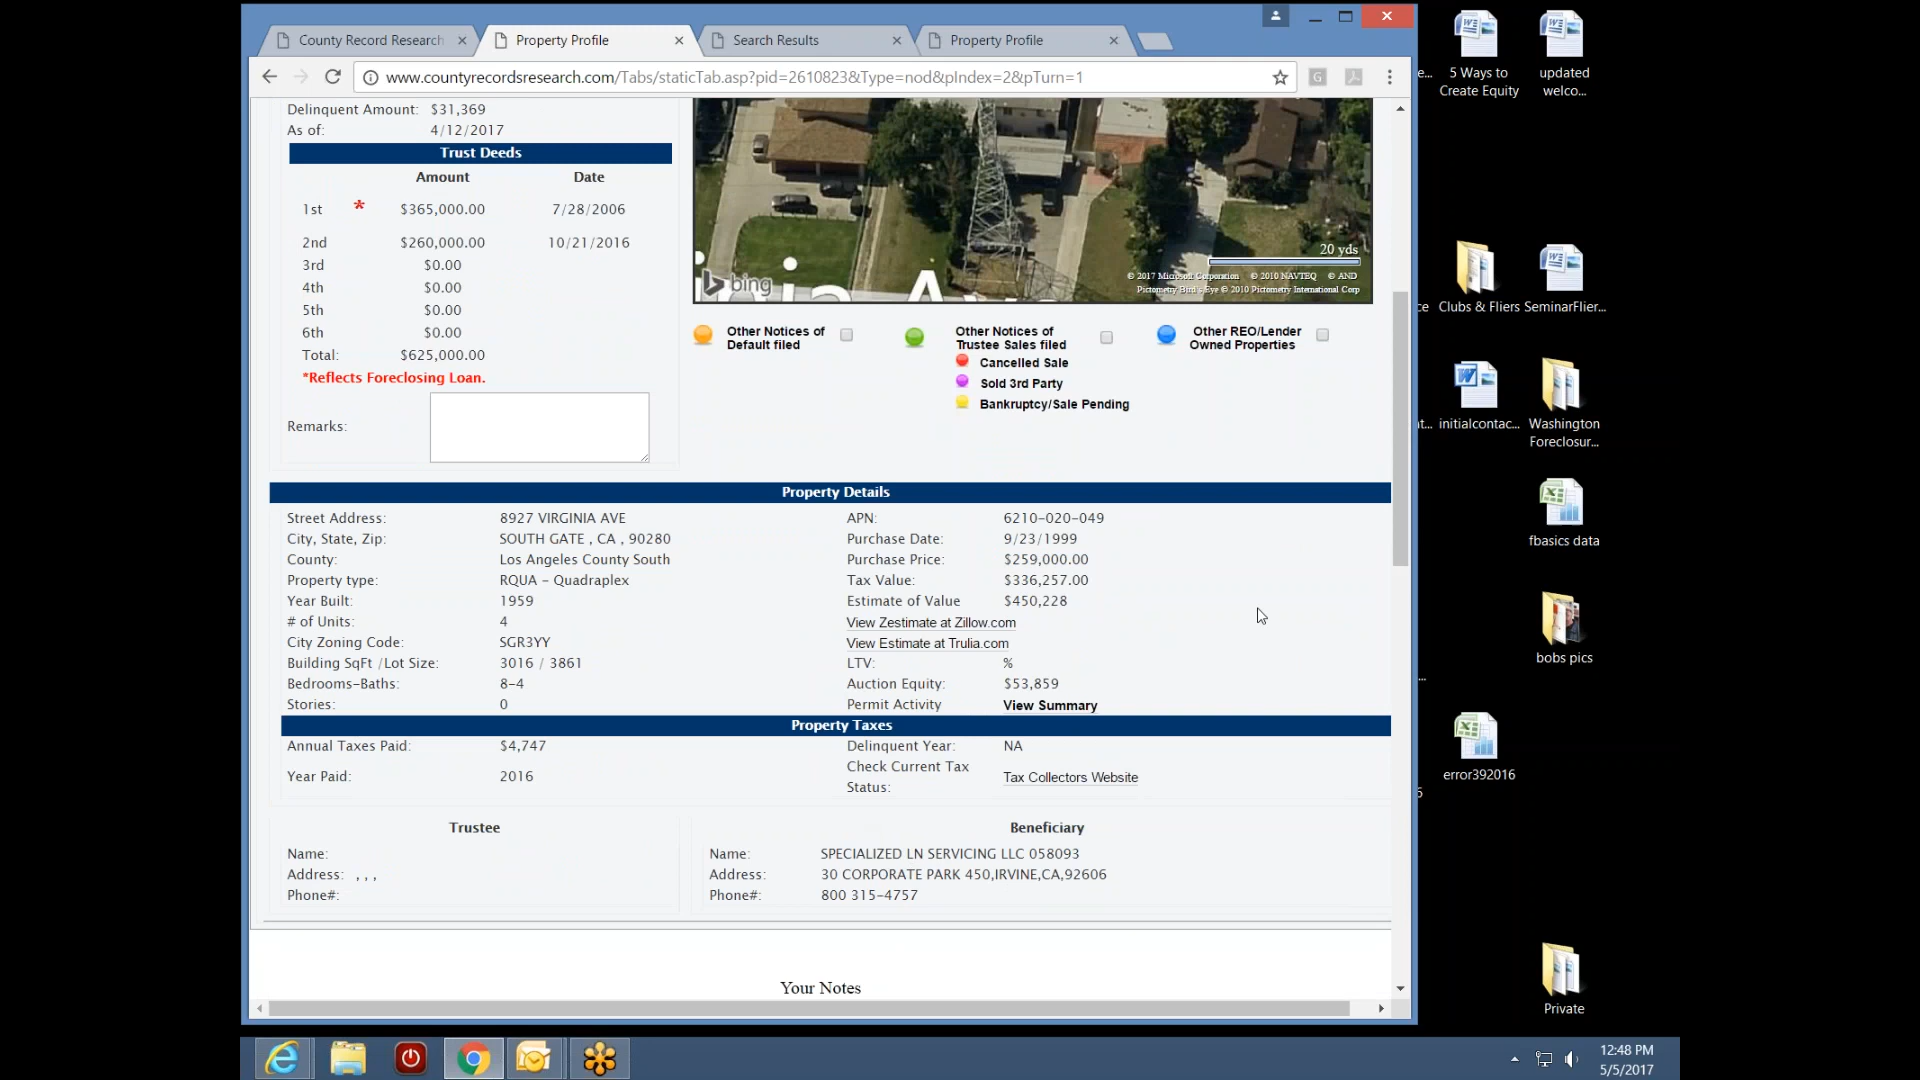 County Record Research
Property Profile
Search Results
Property Profile
www.countyrecordsresearch.com/Tabs/staticTab.asp?pid=2610823&Type=nod&pIndex=2&pTurn=1
Delinquent Amount: $31,369
As of: 4/12/2017
Trust Deeds
Amount Date
1st * $365,000.00 7/28/2006
2nd $260,000.00 10/21/2016
3rd $0.00
4th $0.00
5th $0.00
6th $0.00
Total: $625,000.00
*Reflects Foreclosing Loan.
Remarks:
20 yds
bing
© 2017 Microsoft Corporation © 2010 NAVTEQ © AND
Pictometry Bird's Eye © 2010 Pictometry International Corp
Other Notices of
Default filed
Other Notices of
Trustee Sales filed
Cancelled Sale
Sold 3rd Party
Bankruptcy/Sale Pending
Other REO/Lender
Owned Properties
Property Details
Street Address: 8927 VIRGINIA AVE
City, State, Zip: SOUTH GATE , CA , 90280
County: Los Angeles County South
Property type: RQUA - Quadraplex
Year Built: 1959
# of Units: 4
City Zoning Code: SGR3YY
Building SqFt /Lot Size: 3016 / 3861
Bedrooms-Baths: 8-4
Stories: 0
APN: 6210-020-049
Purchase Date: 9/23/1999
Purchase Price: $259,000.00
Tax Value: $336,257.00
Estimate of Value $450,228
View Zestimate at Zillow.com
View Estimate at Trulia.com
LTV: %
Auction Equity: $53,859
Permit Activity View Summary
Property Taxes
Annual Taxes Paid: $4,747
Year Paid: 2016
Delinquent Year: NA
Check Current Tax
Status: Tax Collectors Website
Trustee
Name:
Address: , , ,
Phone#:
Beneficiary
Name: SPECIALIZED LN SERVICING LLC 058093
Address: 30 CORPORATE PARK 450,IRVINE,CA,92606
Phone#: 800 315-4757
Your Notes
5 Ways to
Create Equity
updated
welco...
Clubs & Fliers
SeminarFlier...
initialcontac...
Washington
Foreclosur...
fbasics data
bobs pics
error392016
Private
12:48 PM
5/5/2017